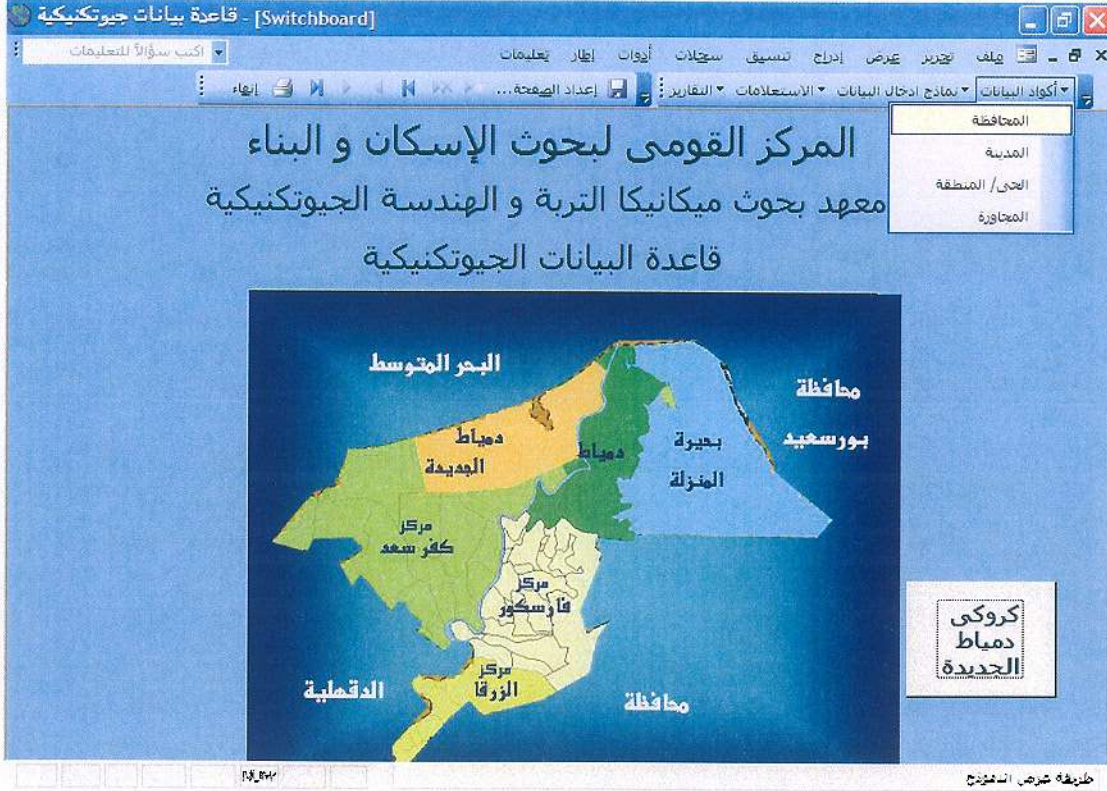 قاعدة بيانات جيوتكنيكية - [Switchboard]
ملف تحرير عرض إدراج تنسيق سجلات أدوات إطار تعليمات
اكتب سؤالاً للتعليمات
أكواد البيانات نماذج ادخال البيانات الاستعلامات التقارير
إعداد الصفحة... إنهاء
المحافظة
المدينة
الحى/ المنطقة
المجاورة
المركز القومى لبحوث الإسكان و البناء
معهد بحوث ميكانيكا التربة و الهندسة الجيوتكنيكية
قاعدة البيانات الجيوتكنيكية
البحر المتوسط
محافظة
بورسعيد
دمياط
الجديدة
دمياط
بحيرة
المنزلة
مركز
كفر سعد
مركز
فارسكور
مركز
الزرقا
الدقهلية
محافظة
كروكى
دمياط
الجديدة
طريقة عرض النموذج